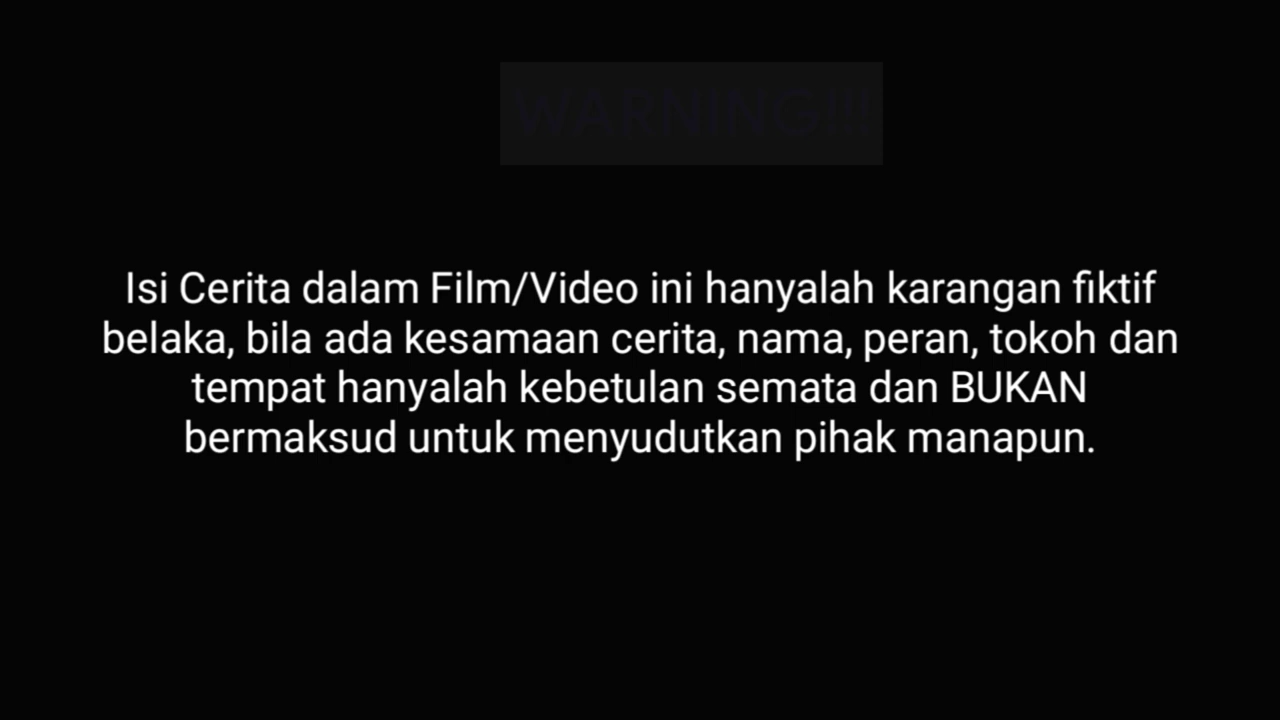 WARNING!!!
Isi Cerita dalam Film/Video ini hanyalah karangan fiktif
belaka, bila ada kesamaan cerita, nama, peran, tokoh dan
tempat hanyalah kebetulan semata dan BUKAN
bermaksud untuk menyudutkan pihak manapun.